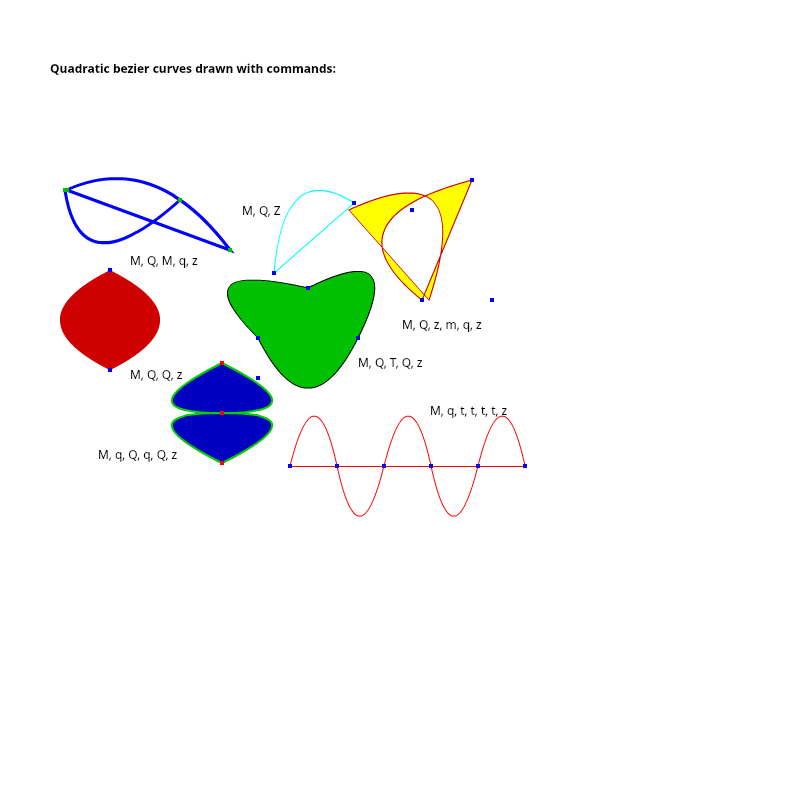 Quadratic bezier curves drawn with commands:
M, Q, Z
M, Q, M, q, z
M, Q, z, m, q, z
M, Q, T, Q, z
M, Q, Q, z
M, q, t, t, t, t, z
M, q, Q, q, Q, z